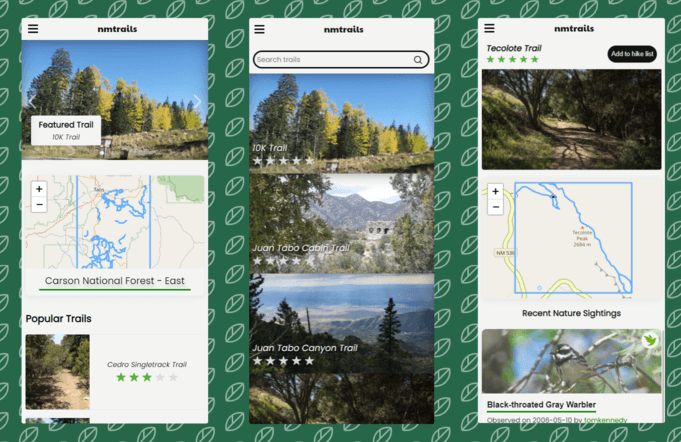 nmtrails
Featured Trail
10K Trail
+
−
Taos
Carson National Forest - East
Popular Trails
Cedro Singletrack Trail
nmtrails
Search trails
10K Trail
Juan Tabo Cabin Trail
Juan Tabo Canyon Trail
nmtrails
Tecolote Trail
Add to hike list
+
−
Tecolote
Peak
2684 m
NM 536
Recent Nature Sightings
Black-throated Gray Warbler
Observed on 2006-05-10 by tomkennedy